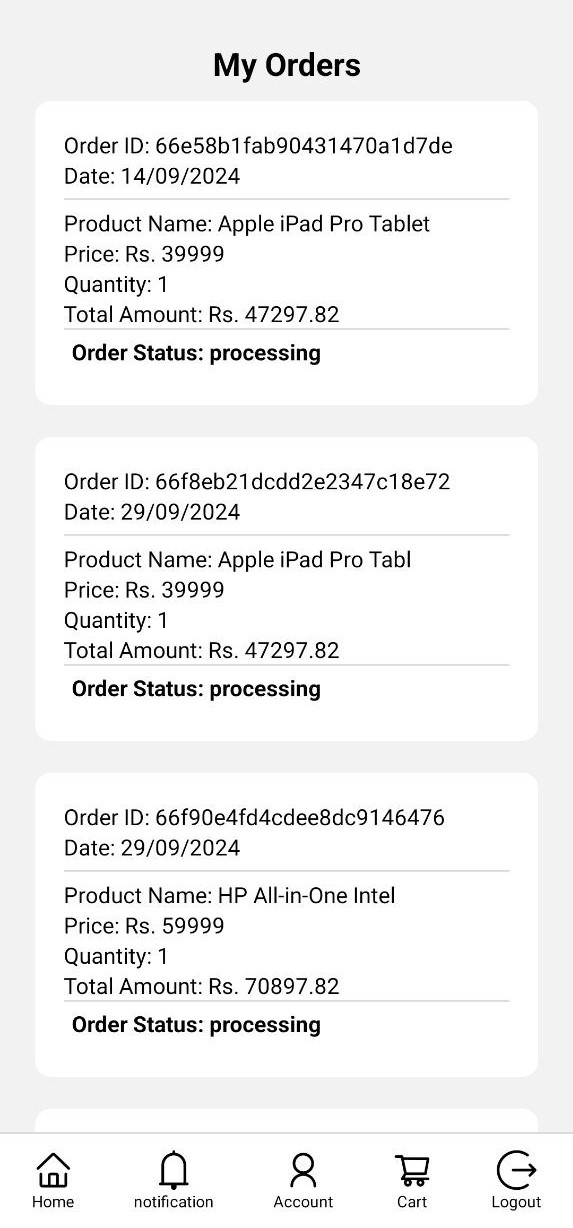 My Orders
Order ID: 66e58b1fab90431470a1d7de
Date: 14/09/2024
Product Name: Apple iPad Pro Tablet
Price: Rs. 39999
Quantity: 1
Total Amount: Rs. 47297.82
Order Status: processing
Order ID: 66f8eb21dcdd2e2347c18e72
Date: 29/09/2024
Product Name: Apple iPad Pro Tabl
Price: Rs. 39999
Quantity: 1
Total Amount: Rs. 47297.82
Order Status: processing
Order ID: 66f90e4fd4cdee8dc9146476
Date: 29/09/2024
Product Name: HP All-in-One Intel
Price: Rs. 59999
Quantity: 1
Total Amount: Rs. 70897.82
Order Status: processing
Home
notification
Account
Cart
Logout